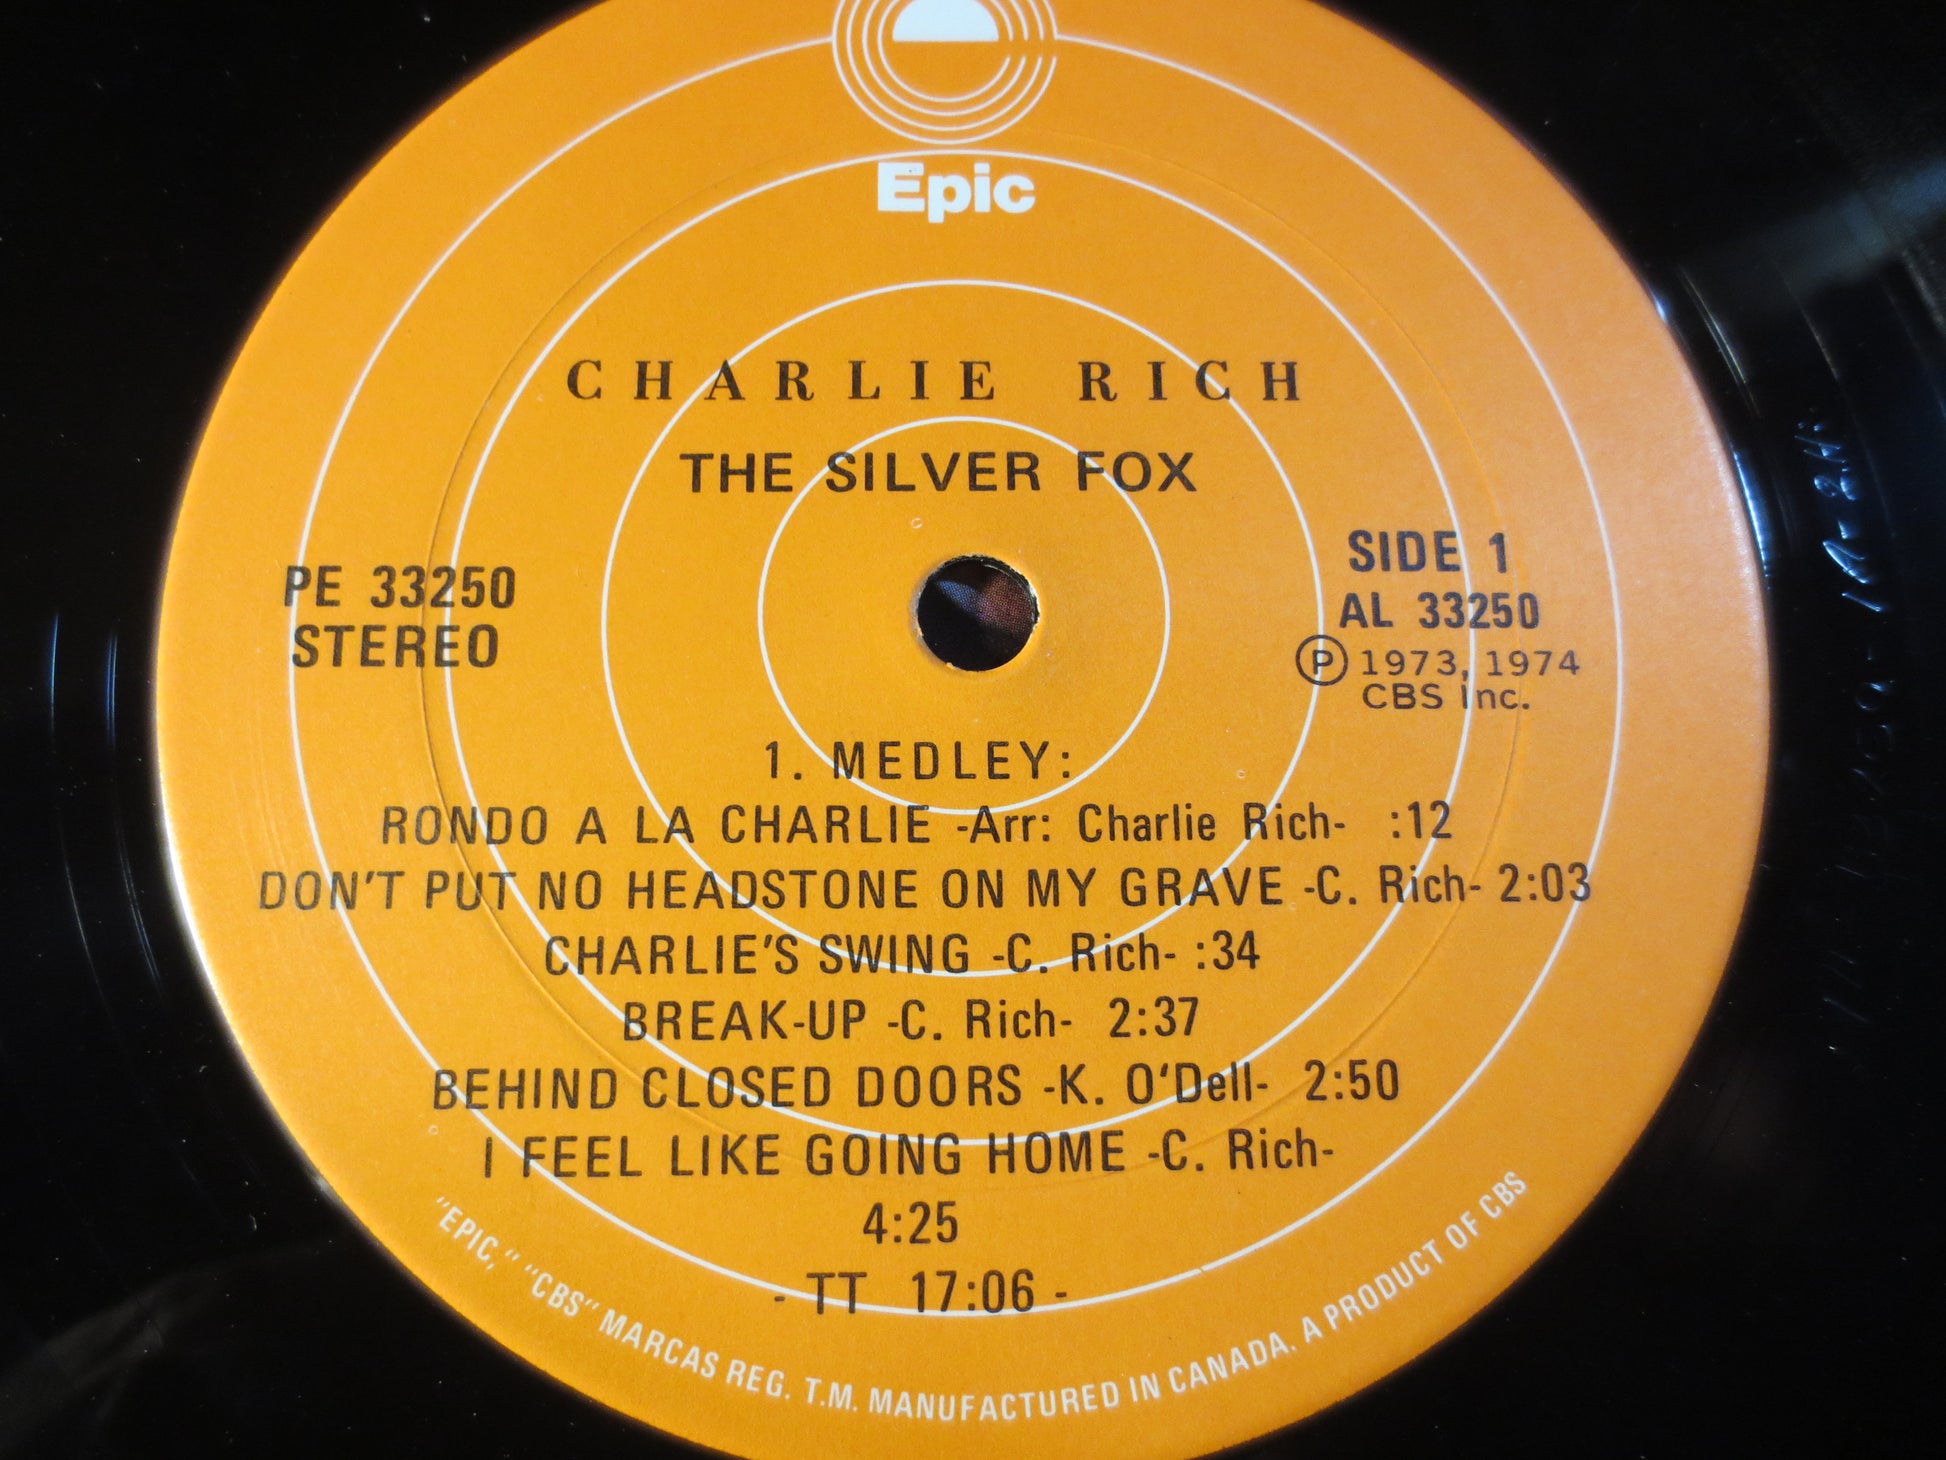 Epic
CHARLIE RICH
THE SILVER FOX
PE 33250
STEREO
SIDE 1
AL 33250
Ⓟ 1973, 1974
CBS Inc.
1. MEDLEY:
RONDO A LA CHARLIE -Arr: Charlie Rich- :12
DON'T PUT NO HEADSTONE ON MY GRAVE -C. Rich- 2:03
CHARLIE'S SWING -C. Rich- :34
BREAK-UP -C. Rich- 2:37
BEHIND CLOSED DOORS -K. O'Dell- 2:50
I FEEL LIKE GOING HOME -C. Rich-
4:25
- TT 17:06 -
"EPIC," "CBS" MARCAS REG. T.M. MANUFACTURED IN CANADA. A PRODUCT OF CBS